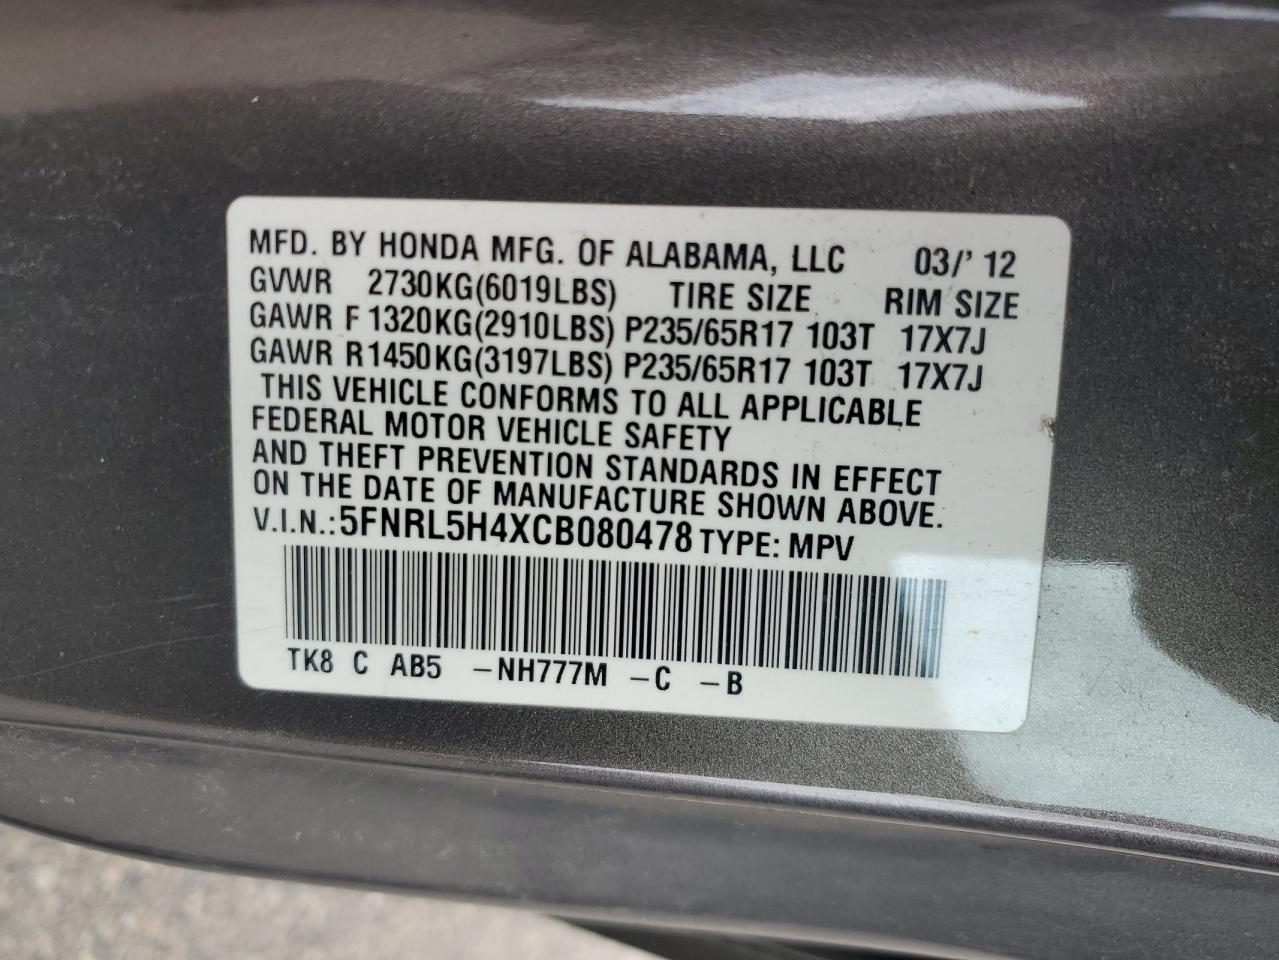 MFD. BY HONDA MFG. OF ALABAMA, LLC 03/' 12
GVWR 2730KG(6019LBS) TIRE SIZE RIM SIZE
GAWR F 1320KG(2910LBS) P235/65R17 103T 17X7J
GAWR R1450KG(3197LBS) P235/65R17 103T 17X7J
THIS VEHICLE CONFORMS TO ALL APPLICABLE
FEDERAL MOTOR VEHICLE SAFETY
AND THEFT PREVENTION STANDARDS IN EFFECT
ON THE DATE OF MANUFACTURE SHOWN ABOVE.
V.I.N.: 5FNRL5H4XCB080478 TYPE: MPV
TK8 C AB5 -NH777M -C -B